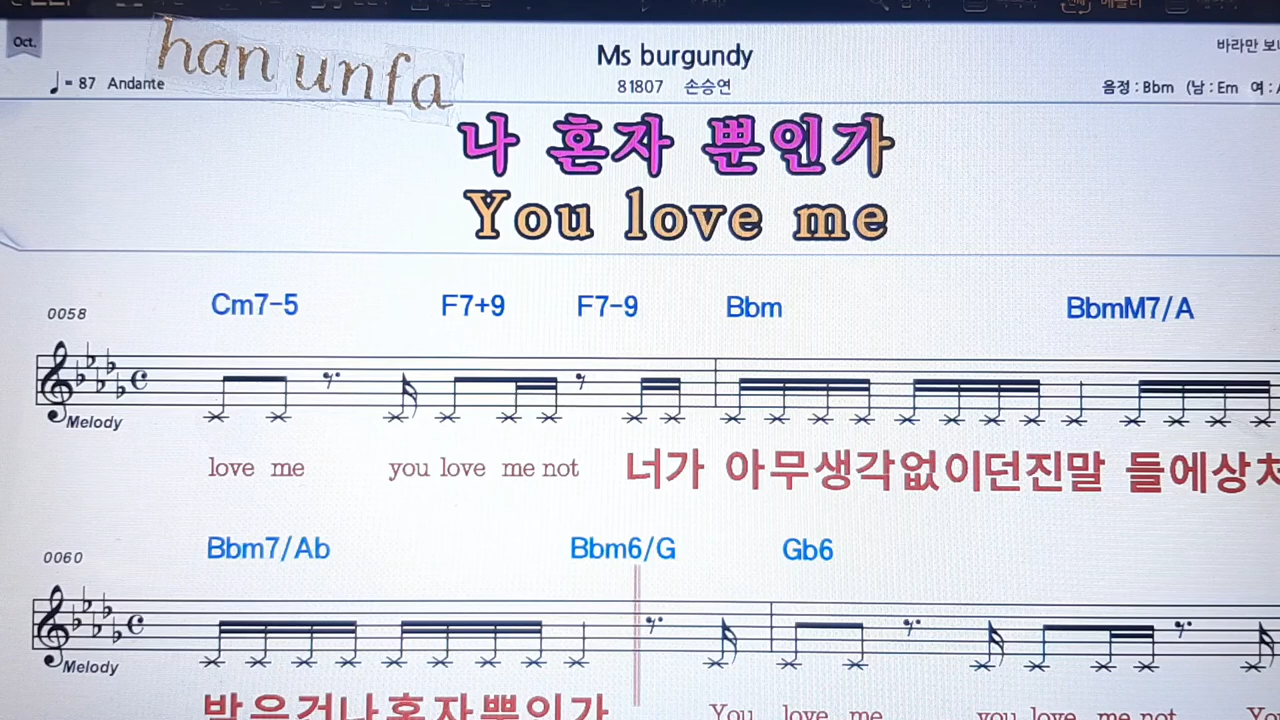 Oct.
han unfa
Ms burgundy
♩= 87 Andante
81807 손승연
음정 : Bbm (남 : Em 여 :
나 혼자 뿐인가
You love me
0058
Cm7-5 F7+9 F7-9 Bbm BbmM7/A
Melody
love me you love me not 너가 아무생각없이던진말 들에상처
0060
Bbm7/Ab Bbm6/G Gb6
Melody
받은건나혼자뿐인가 You love me you love me not